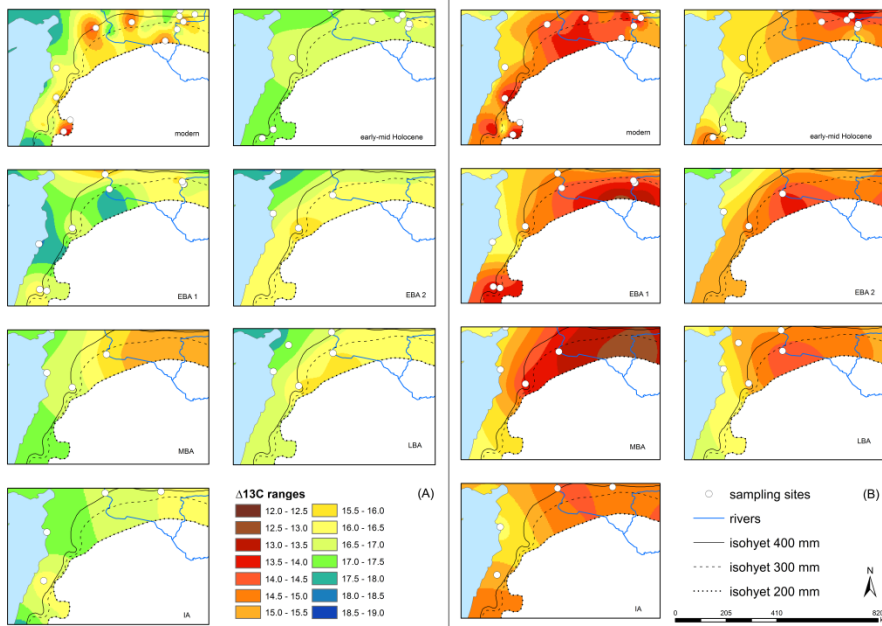 modern
early-mid Holocene
modern
early-mid Holocene
EBA 1
EBA 2
EBA 1
EBA 2
MBA
LBA
MBA
LBA
IA
Δ13C ranges
(A)
12.0 - 12.5
12.5 - 13.0
13.0 - 13.5
13.5 - 14.0
14.0 - 14.5
14.5 - 15.0
15.0 - 15.5
15.5 - 16.0
16.0 - 16.5
16.5 - 17.0
17.0 - 17.5
17.5 - 18.0
18.0 - 18.5
18.5 - 19.0
IA
sampling sites
(B)
rivers
isohyet 400 mm
isohyet 300 mm
isohyet 200 mm
N
0 205 410 820